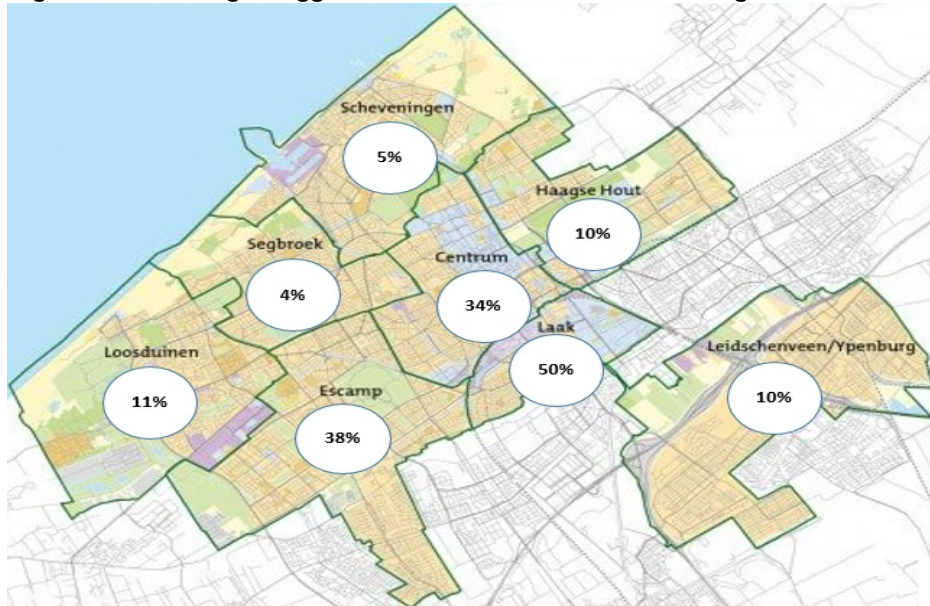 Scheveningen
5%
Haagse Hout
10%
Segbroek
4%
Centrum
34%
Laak
50%
Loosduinen
11%
Escamp
38%
Leidschenveen/Ypenburg
10%